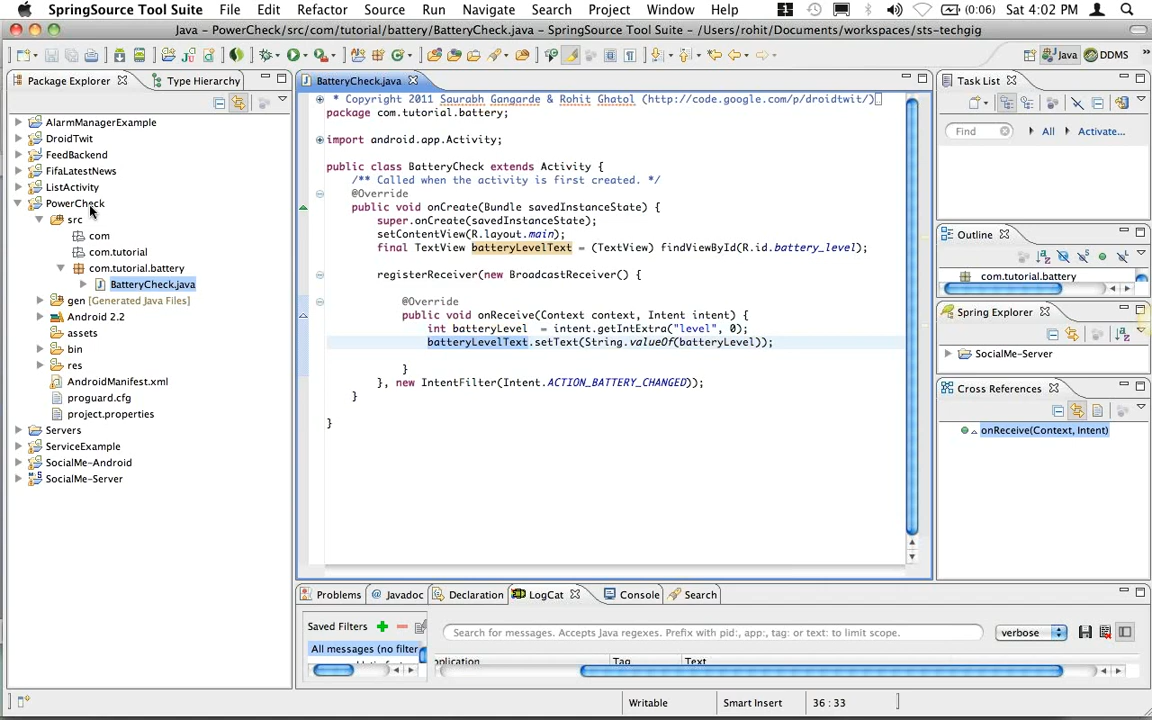 SpringSource Tool Suite File Edit Refactor Source Run Navigate Search Project Window Help (0:06) Sat 4:02 PM
Java – PowerCheck/src/com/tutorial/battery/BatteryCheck.java – SpringSource Tool Suite – /Users/rohit/Documents/workspaces/sts-techgig
Java DDMS
Package Explorer Type Hierarchy
AlarmManagerExample
DroidTwit
FeedBackend
FifaLatestNews
ListActivity
PowerCheck
src
com
com.tutorial
com.tutorial.battery
BatteryCheck.java
gen [Generated Java Files]
Android 2.2
assets
bin
res
AndroidManifest.xml
proguard.cfg
project.properties
Servers
ServiceExample
SocialMe-Android
SocialMe-Server
BatteryCheck.java
* Copyright 2011 Saurabh Gangarde & Rohit Ghatol (http://code.google.com/p/droidtwit/)
package com.tutorial.battery;
import android.app.Activity;
public class BatteryCheck extends Activity {
/** Called when the activity is first created. */
@Override
public void onCreate(Bundle savedInstanceState) {
super.onCreate(savedInstanceState);
setContentView(R.layout.main);
final TextView batteryLevelText = (TextView) findViewById(R.id.battery_level);
registerReceiver(new BroadcastReceiver() {
@Override
public void onReceive(Context context, Intent intent) {
int batteryLevel = intent.getIntExtra("level", 0);
batteryLevelText.setText(String.valueOf(batteryLevel));
}
}, new IntentFilter(Intent.ACTION_BATTERY_CHANGED));
}
}
Task List
Find All Activate...
Outline
com.tutorial.battery
Spring Explorer
SocialMe-Server
Cross References
onReceive(Context, Intent)
Problems Javadoc Declaration LogCat Console Search
Saved Filters
All messages (no filter
Search for messages. Accepts Java regexes. Prefix with pid:, app:, tag: or text: to limit scope.
verbose
Tag Text
Writable Smart Insert 36 : 33